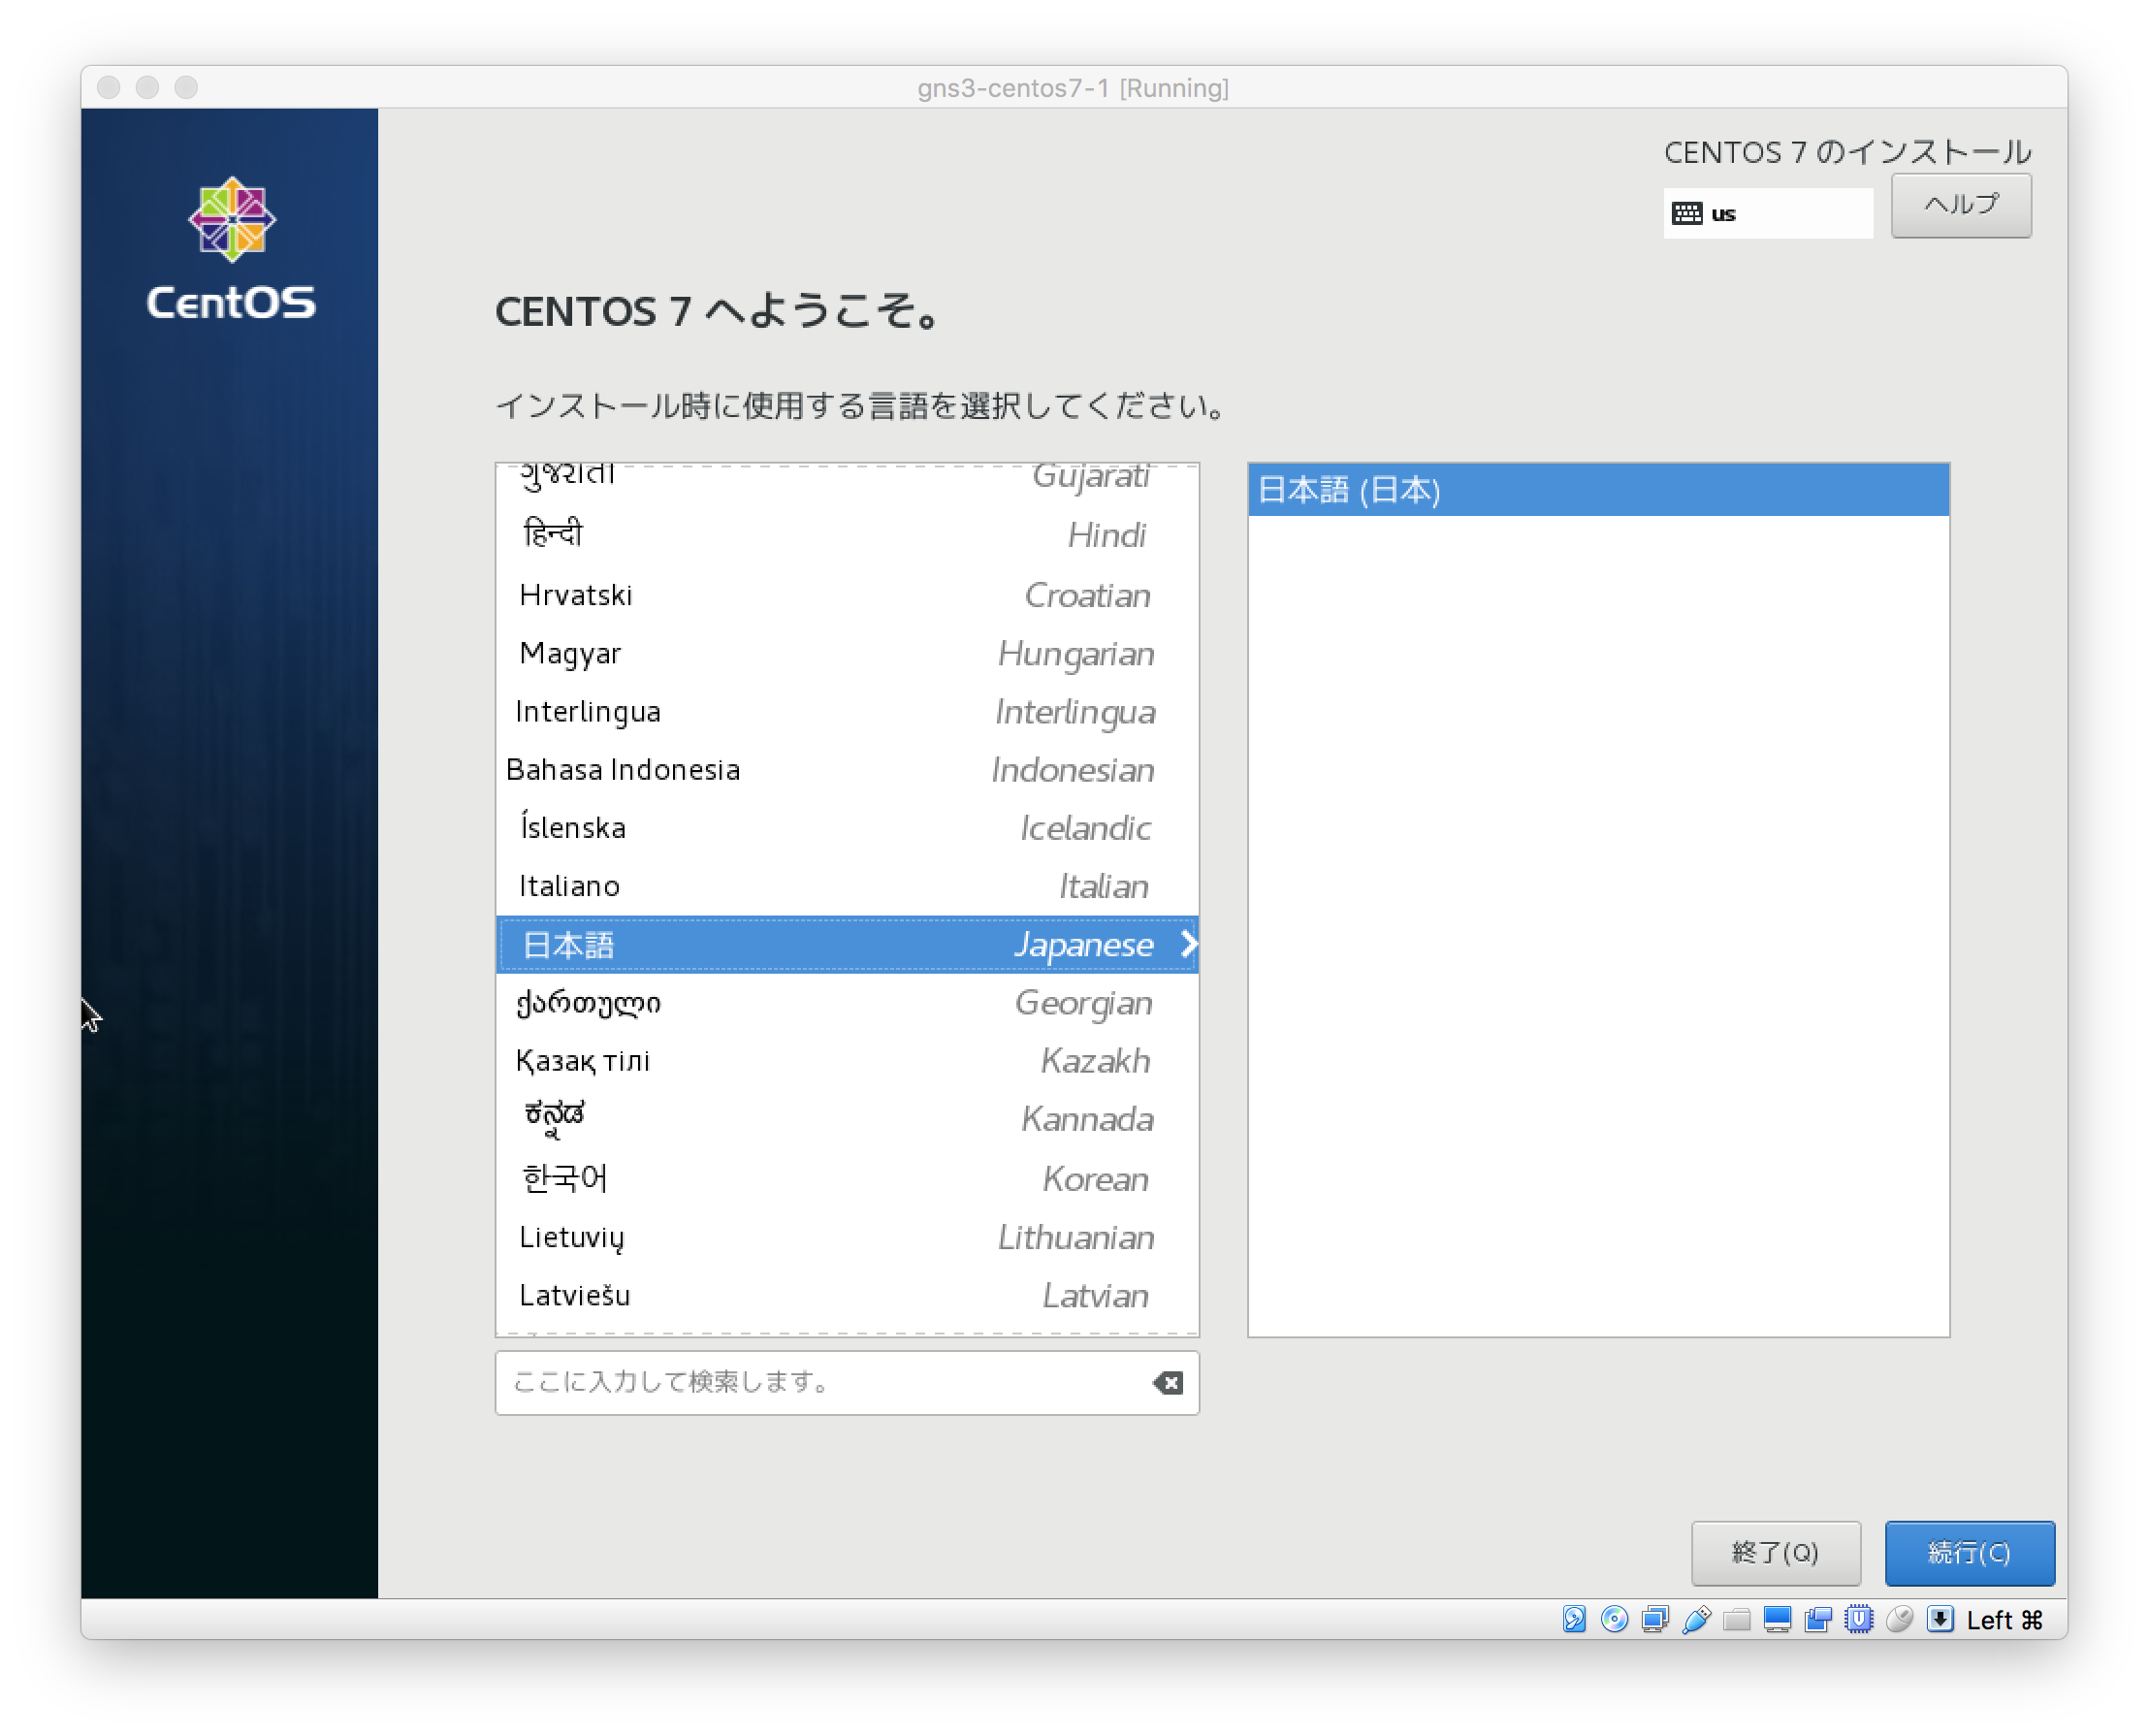 gns3-centos7-1 [Running]
CentOS
CENTOS 7 のインストール
us
ヘルプ
CENTOS 7 へようこそ。
インストール時に使用する言語を選択してください。
ગુજરાતી Gujarati
हिन्दी Hindi
Hrvatski Croatian
Magyar Hungarian
Interlingua Interlingua
Bahasa Indonesia Indonesian
Íslenska Icelandic
Italiano Italian
日本語 Japanese
ქართული Georgian
Қазақ тілі Kazakh
ಕನ್ನಡ Kannada
한국어 Korean
Lietuvių Lithuanian
Latviešu Latvian
日本語 (日本)
ここに入力して検索します。
終了(Q)
続行(C)
Left ⌘